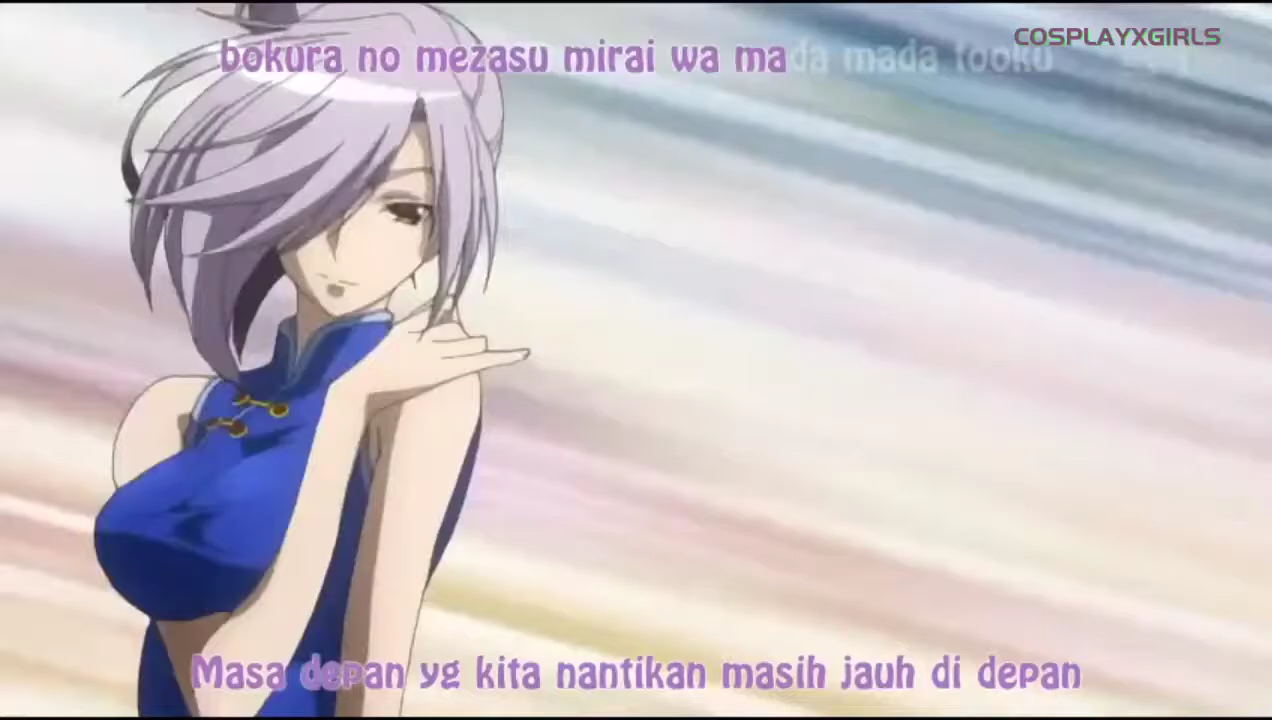 COSPLAYXGIRLS
bokura no mezasu mirai wa mada mada tooku
Masa depan yg kita nantikan masih jauh di depan